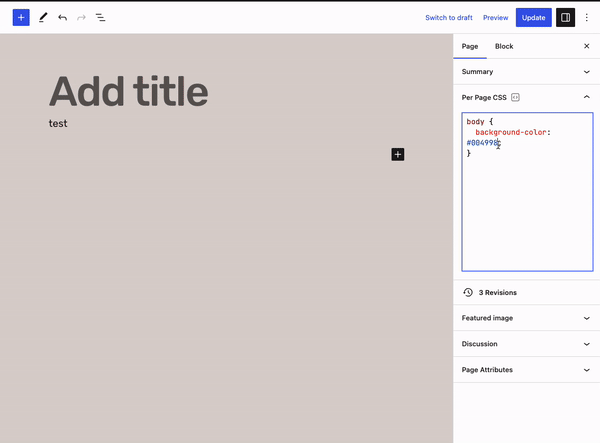 Switch to draft Preview Update
Page Block
Summary
Per Page CSS
Add title
test
body {
background-color:
#004998;
}
3 Revisions
Featured image
Discussion
Page Attributes